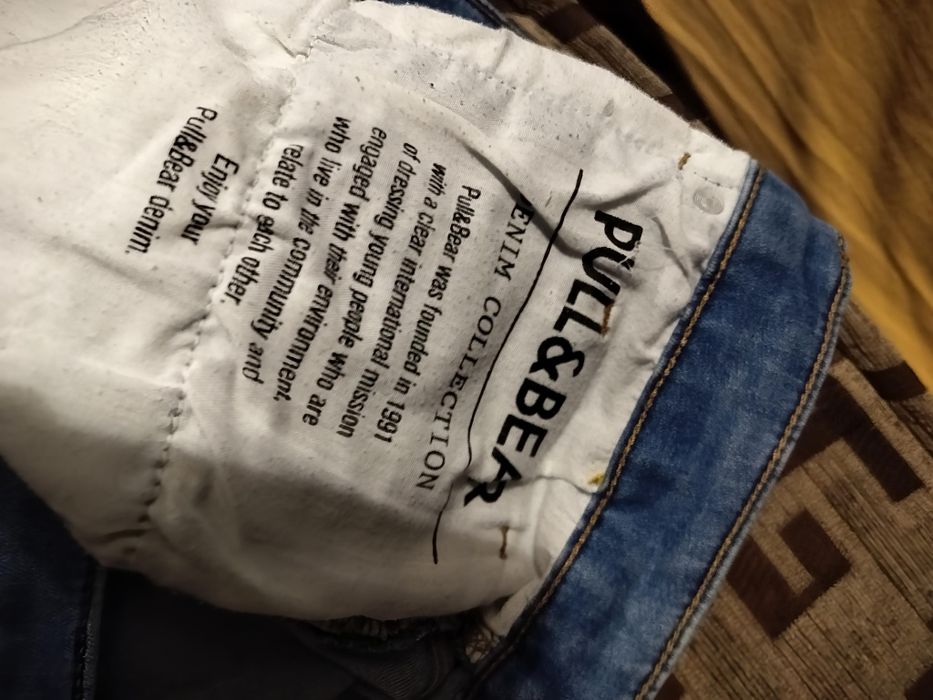 PULL&BEAR
DENIM COLLECTION
Pull&Bear was founded in 1991
with a clear international mission
of dressing young people who are
engaged with their environment,
who live in the community and
relate to each other.
Enjoy your
Pull&Bear denim.